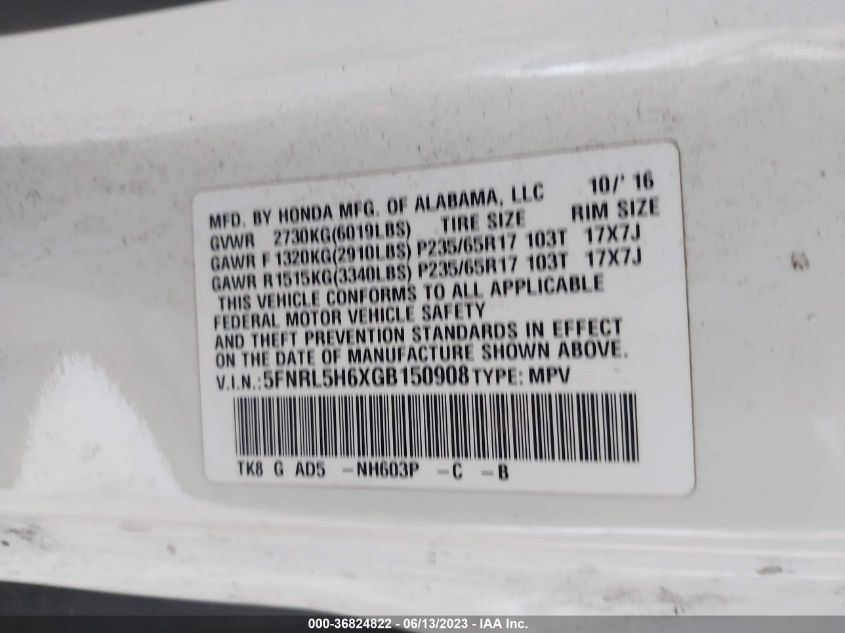 MFD. BY HONDA MFG. OF ALABAMA, LLC 10/' 16
GVWR 2730KG(6019LBS) TIRE SIZE RIM SIZE
GAWR F 1320KG(2910LBS) P235/65R17 103T 17X7J
GAWR R1515KG(3340LBS) P235/65R17 103T 17X7J
THIS VEHICLE CONFORMS TO ALL APPLICABLE
FEDERAL MOTOR VEHICLE SAFETY
AND THEFT PREVENTION STANDARDS IN EFFECT
ON THE DATE OF MANUFACTURE SHOWN ABOVE.
V.I.N.:5FNRL5H6XGB150908 TYPE: MPV
TK8 G AD5 -NH603P -C -B
000-36824822 - 06/13/2023 - IAA Inc.